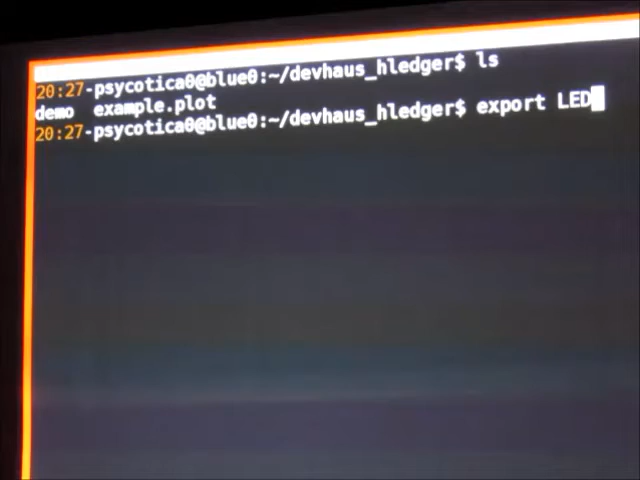 20:27-psycotica0@blue0:~/devhaus_hledger$ ls
demo example.plot
20:27-psycotica0@blue0:~/devhaus_hledger$ export LED